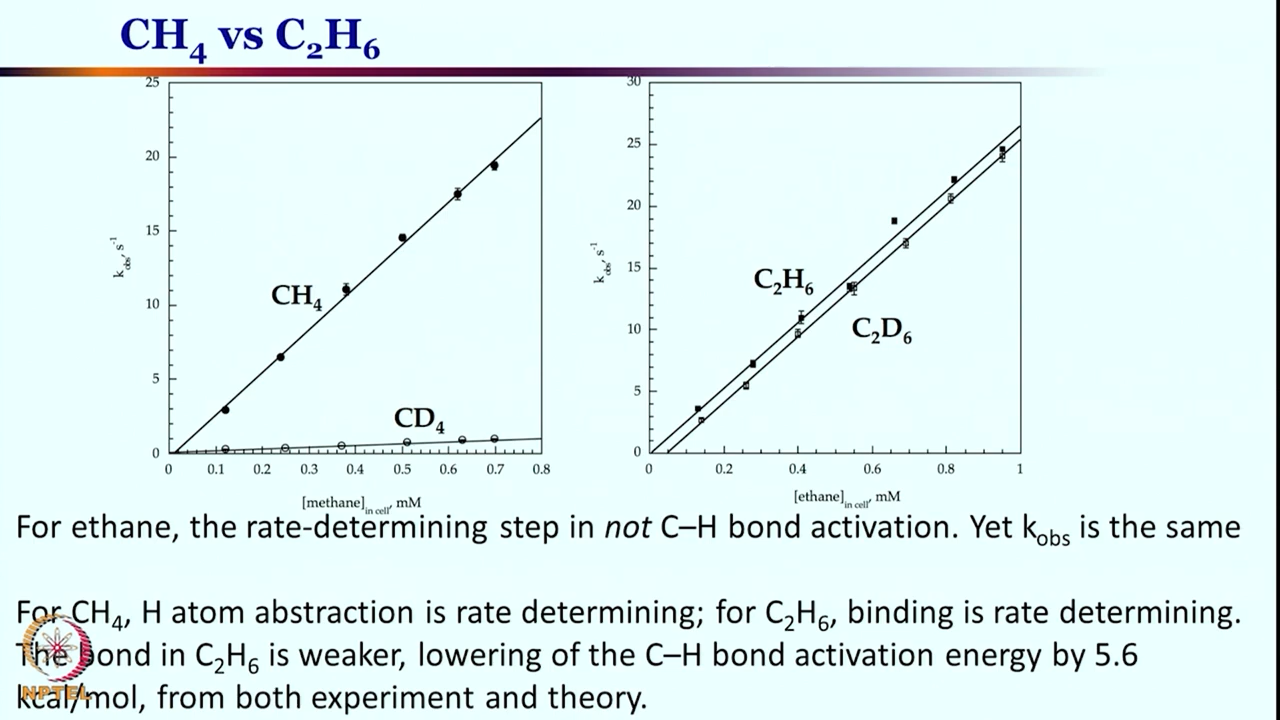 CH₄ vs C₂H₆
25
20
15
10
5
0
k_obs, s⁻¹
CH₄
CD₄
0 0.1 0.2 0.3 0.4 0.5 0.6 0.7 0.8
[methane]in cell, mM
30
25
20
15
10
5
0
k_obs, s⁻¹
C₂H₆
C₂D₆
0 0.2 0.4 0.6 0.8 1
[ethane]in cell, mM
For ethane, the rate-determining step in not C–H bond activation. Yet k_obs is the same
For CH₄, H atom abstraction is rate determining; for C₂H₆, binding is rate determining.
The bond in C₂H₆ is weaker, lowering of the C–H bond activation energy by 5.6
kcal/mol, from both experiment and theory.
NPTEL